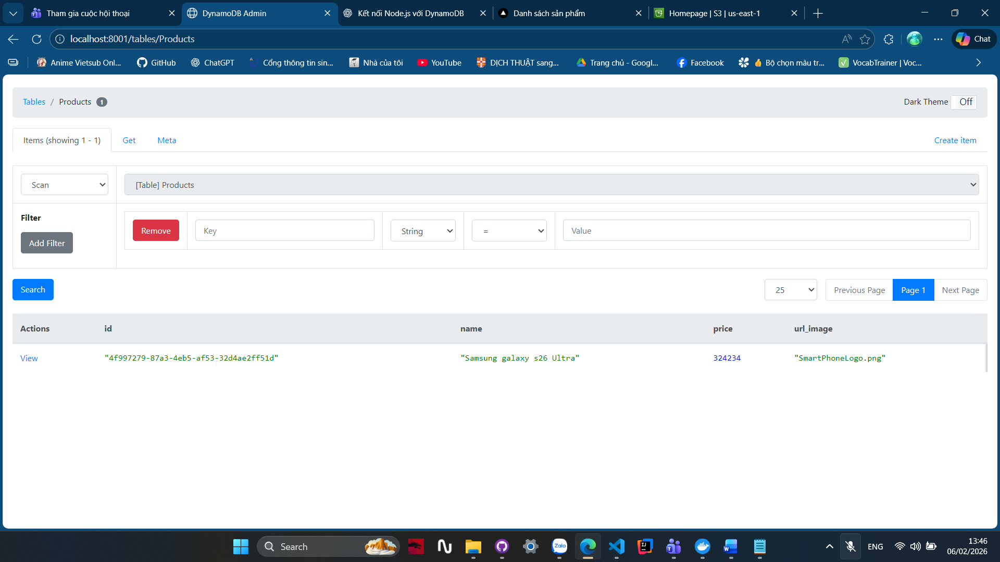 Tham gia cuộc hội thoại
DynamoDB Admin
Kết nối Node.js với DynamoDB
Danh sách sản phẩm
Homepage | S3 | us-east-1
localhost:8001/tables/Products
Chat
Anime Vietsub Onl...
GitHub
ChatGPT
Cổng thông tin sin...
Nhà của tôi
YouTube
DỊCH THUẬT sang...
Trang chủ - Googl...
Facebook
👍 Bộ chọn màu tr...
VocabTrainer | Voc...
Tables / Products 1
Dark Theme Off
Items (showing 1 - 1)
Get
Meta
Create item
Scan
[Table] Products
Filter
Add Filter
Remove
Key
String
=
Value
Search
25
Previous Page
Page 1
Next Page
Actions id name price url_image
View "4f997279-87a3-4eb5-af53-32d4ae2ff51d" "Samsung galaxy s26 Ultra" 324234 "SmartPhoneLogo.png"
Search
Zalo
ENG
13:46
06/02/2026